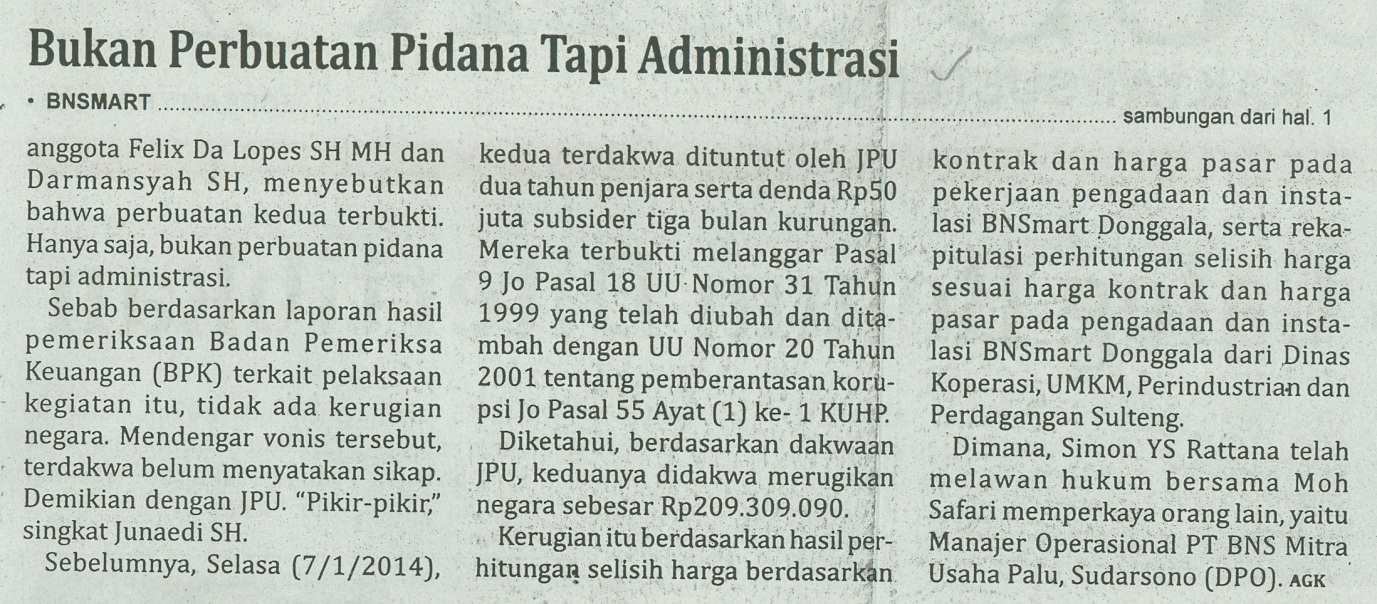 Bukan Perbuatan Pidana Tapi Administrasi
• BNSMART ........ sambungan dari hal. 1
anggota Felix Da Lopes SH MH dan
Darmansyah SH, menyebutkan
bahwa perbuatan kedua terbukti.
Hanya saja, bukan perbuatan pidana
tapi administrasi.
Sebab berdasarkan laporan hasil
pemeriksaan Badan Pemeriksa
Keuangan (BPK) terkait pelaksaan
kegiatan itu, tidak ada kerugian
negara. Mendengar vonis tersebut,
terdakwa belum menyatakan sikap.
Demikian dengan JPU. “Pikir-pikir,”
singkat Junaedi SH.
Sebelumnya, Selasa (7/1/2014),
kedua terdakwa dituntut oleh JPU
dua tahun penjara serta denda Rp50
juta subsider tiga bulan kurungan.
Mereka terbukti melanggar Pasal
9 Jo Pasal 18 UU Nomor 31 Tahun
1999 yang telah diubah dan dita-
mbah dengan UU Nomor 20 Tahun
2001 tentang pemberantasan koru-
psi Jo Pasal 55 Ayat (1) ke- 1 KUHP.
Diketahui, berdasarkan dakwaan
JPU, keduanya didakwa merugikan
negara sebesar Rp209.309.090.
Kerugian itu berdasarkan hasil per-
hitungan selisih harga berdasarkan
kontrak dan harga pasar pada
pekerjaan pengadaan dan insta-
lasi BNSmart Donggala, serta reka-
pitulasi perhitungan selisih harga
sesuai harga kontrak dan harga
pasar pada pengadaan dan insta-
lasi BNSmart Donggala dari Dinas
Koperasi, UMKM, Perindustrian dan
Perdagangan Sulteng.
Dimana, Simon YS Rattana telah
melawan hukum bersama Moh
Safari memperkaya orang lain, yaitu
Manajer Operasional PT BNS Mitra
Usaha Palu, Sudarsono (DPO). AGK